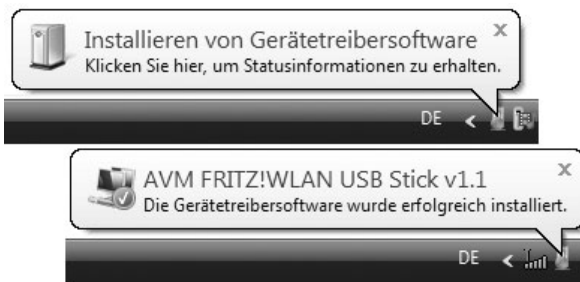 Installieren von Gerätetreibersoftware
Klicken Sie hier, um Statusinformationen zu erhalten.
DE
AVM FRITZ!WLAN USB Stick v1.1
Die Gerätetreibersoftware wurde erfolgreich installiert.
DE